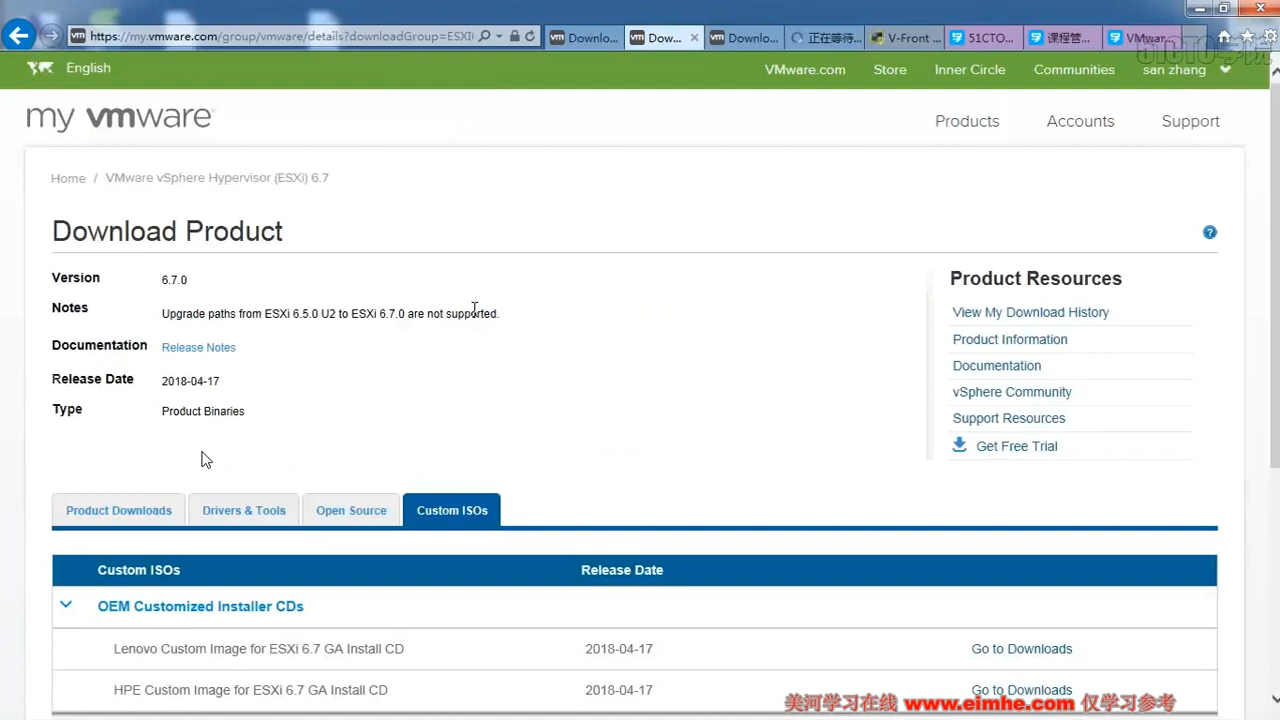 https://my.vmware.com/group/vmware/details?downloadGroup=ESXI
Downlo...
Dow...
Downlo...
正在等待...
V-Front ...
51CTO...
课程管...
VMwar...
51CTO学院
English
VMware.com
Store
Inner Circle
Communities
san zhang
my vmware
Products
Accounts
Support
Home / VMware vSphere Hypervisor (ESXi) 6.7
Download Product
Version 6.7.0
Notes Upgrade paths from ESXi 6.5.0 U2 to ESXi 6.7.0 are not supported.
Documentation Release Notes
Release Date 2018-04-17
Type Product Binaries
Product Resources
View My Download History
Product Information
Documentation
vSphere Community
Support Resources
Get Free Trial
Product Downloads
Drivers & Tools
Open Source
Custom ISOs
Custom ISOs Release Date
OEM Customized Installer CDs
Lenovo Custom Image for ESXi 6.7 GA Install CD 2018-04-17 Go to Downloads
HPE Custom Image for ESXi 6.7 GA Install CD 2018-04-17 Go to Downloads
美河学习在线 www.eimhe.com 仅学习参考